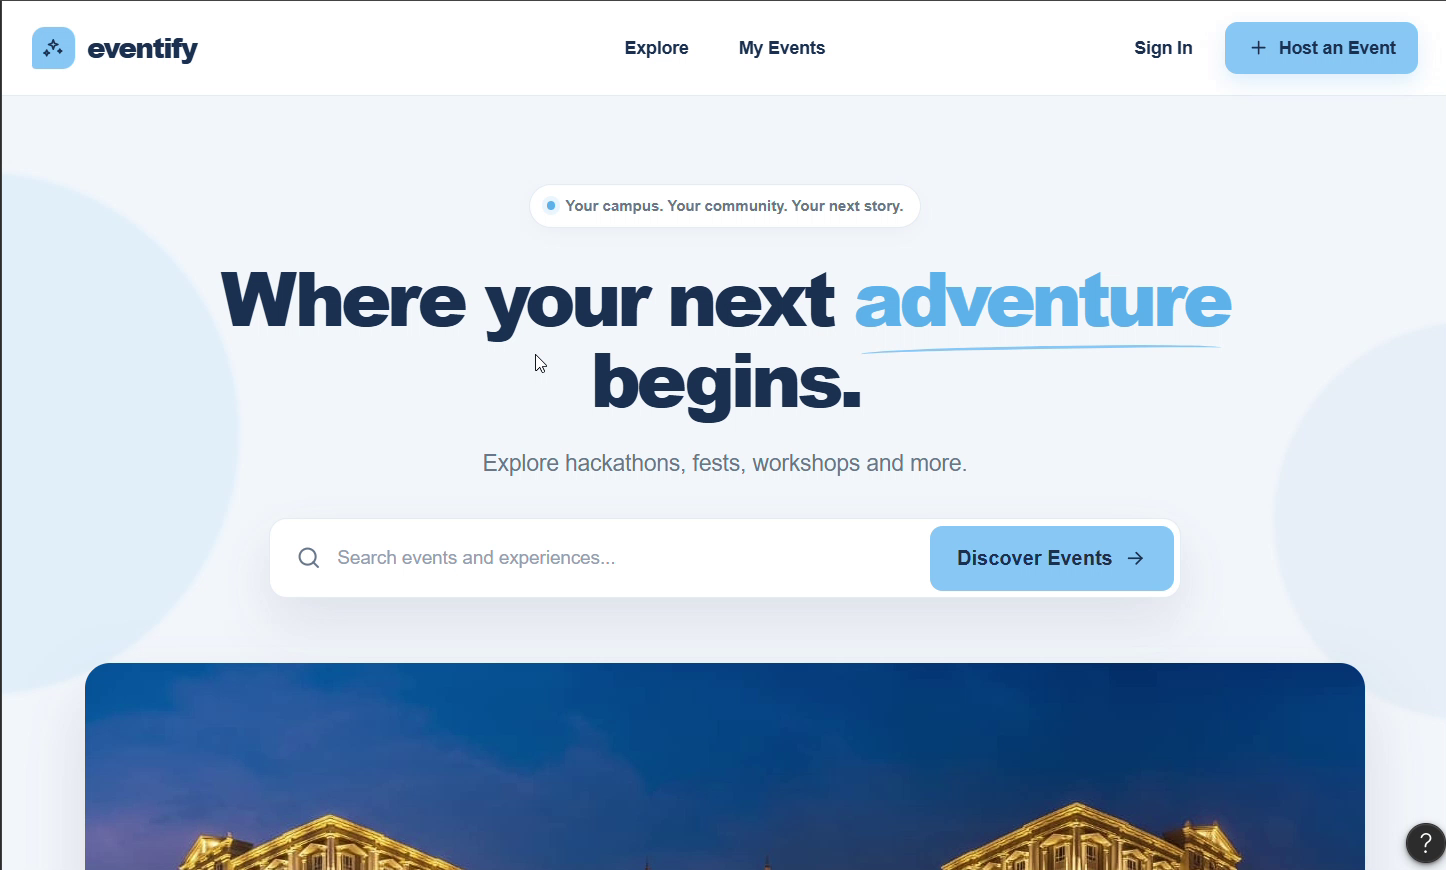 eventify
Explore
My Events
Sign In
Host an Event
Your campus. Your community. Your next story.
Where your next adventure
begins.
Explore hackathons, fests, workshops and more.
Search events and experiences...
Discover Events
?